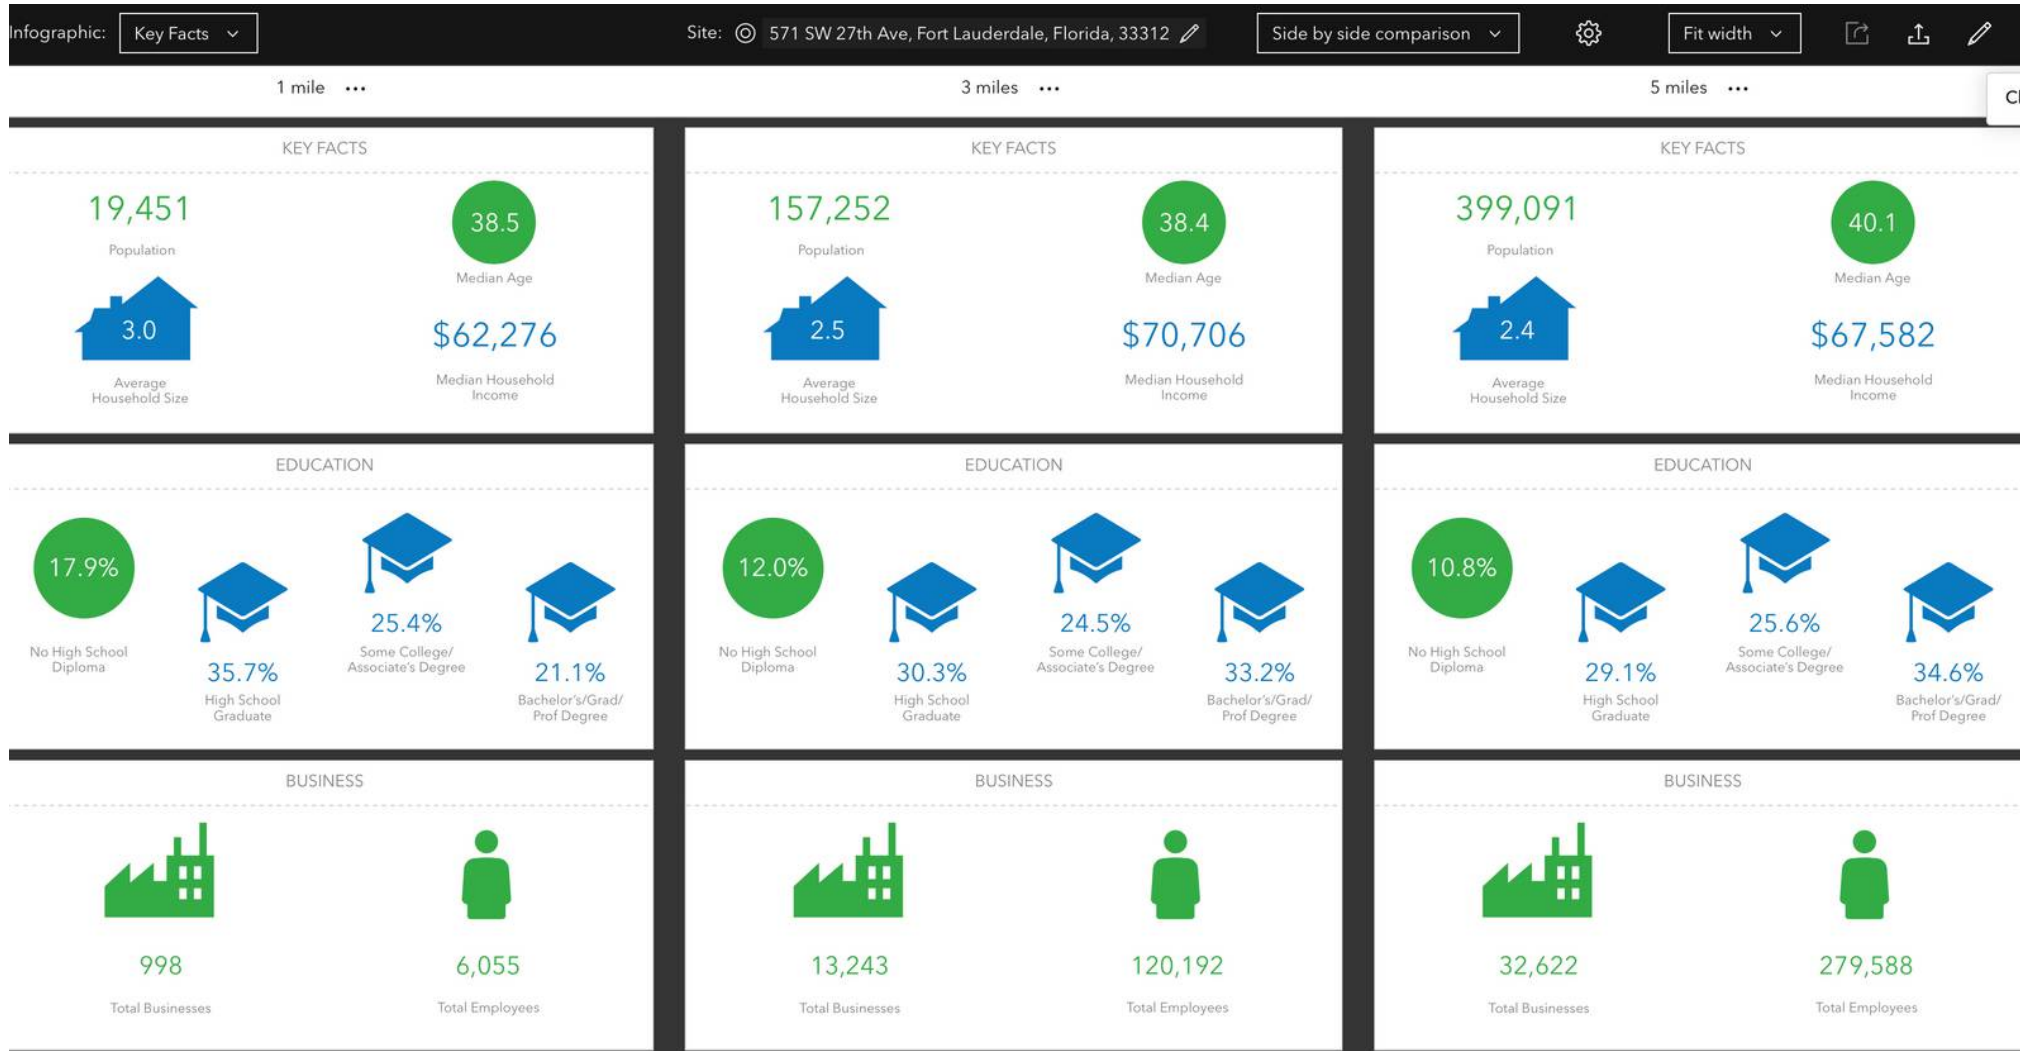 nfographic: Key Facts Site: 571 SW 27th Ave, Fort Lauderdale, Florida, 33312 Side by side comparison Fit width
1 mile ••• 3 miles ••• 5 miles •••
KEY FACTS
19,451
Population
38.5
Median Age
3.0
Average
Household Size
$62,276
Median Household
Income
KEY FACTS
157,252
Population
38.4
Median Age
2.5
Average
Household Size
$70,706
Median Household
Income
KEY FACTS
399,091
Population
40.1
Median Age
2.4
Average
Household Size
$67,582
Median Household
Income
EDUCATION
17.9%
No High School
Diploma
35.7%
High School
Graduate
25.4%
Some College/
Associate's Degree
21.1%
Bachelor's/Grad/
Prof Degree
EDUCATION
12.0%
No High School
Diploma
30.3%
High School
Graduate
24.5%
Some College/
Associate's Degree
33.2%
Bachelor's/Grad/
Prof Degree
EDUCATION
10.8%
No High School
Diploma
29.1%
High School
Graduate
25.6%
Some College/
Associate's Degree
34.6%
Bachelor's/Grad/
Prof Degree
BUSINESS
998
Total Businesses
6,055
Total Employees
BUSINESS
13,243
Total Businesses
120,192
Total Employees
BUSINESS
32,622
Total Businesses
279,588
Total Employees